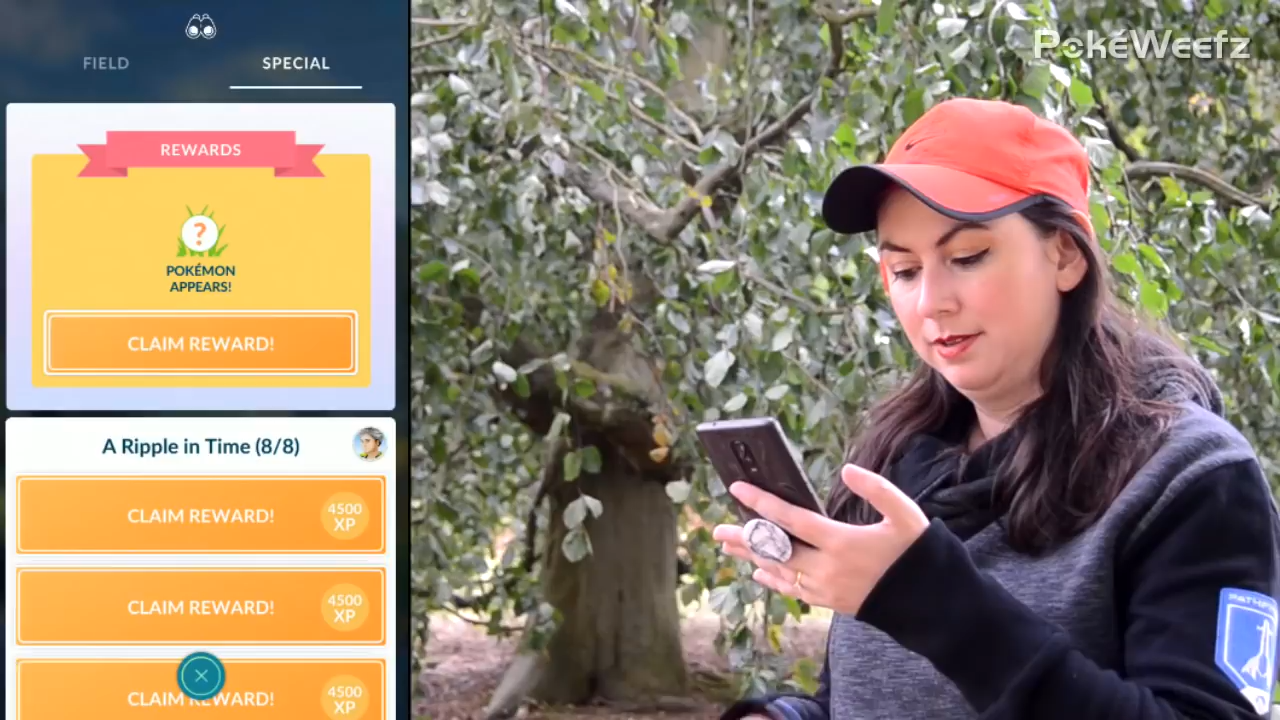 FIELD
SPECIAL
REWARDS
?
POKÉMON
APPEARS!
CLAIM REWARD!
A Ripple in Time (8/8)
CLAIM REWARD!
4500
XP
CLAIM REWARD!
4500
XP
CLAIM REWARD!
4500
XP
PokéWeefz